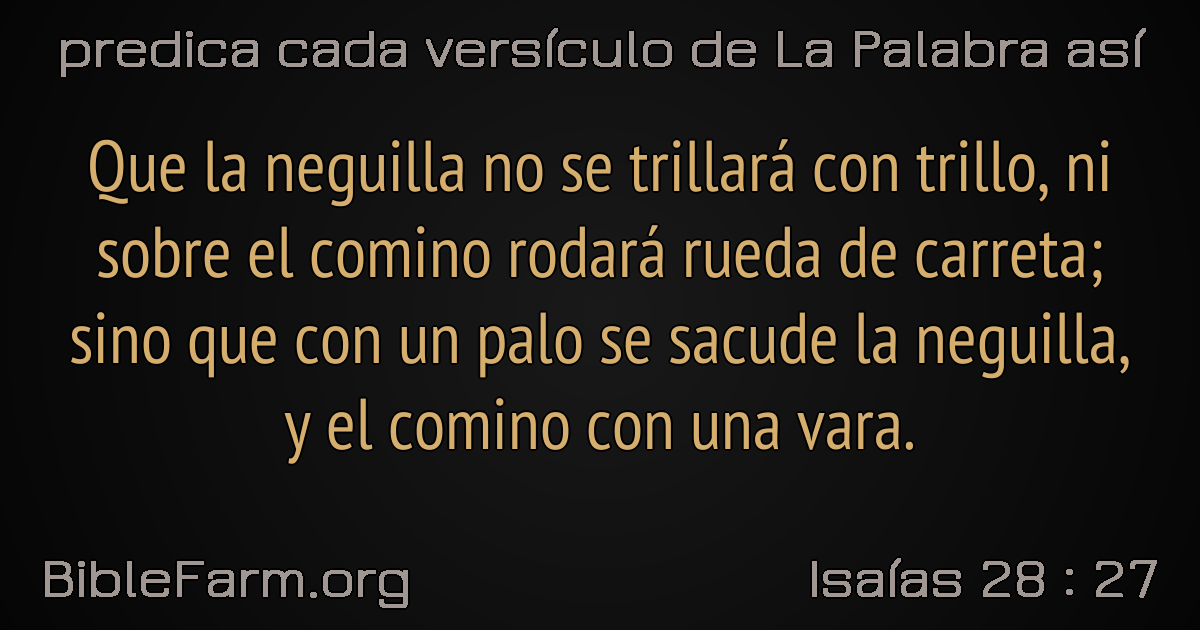 predica cada versículo de La Palabra así
Que la neguilla no se trillará con trillo, ni
sobre el comino rodará rueda de carreta;
sino que con un palo se sacude la neguilla,
y el comino con una vara.
BibleFarm.org
Isaías 28 : 27